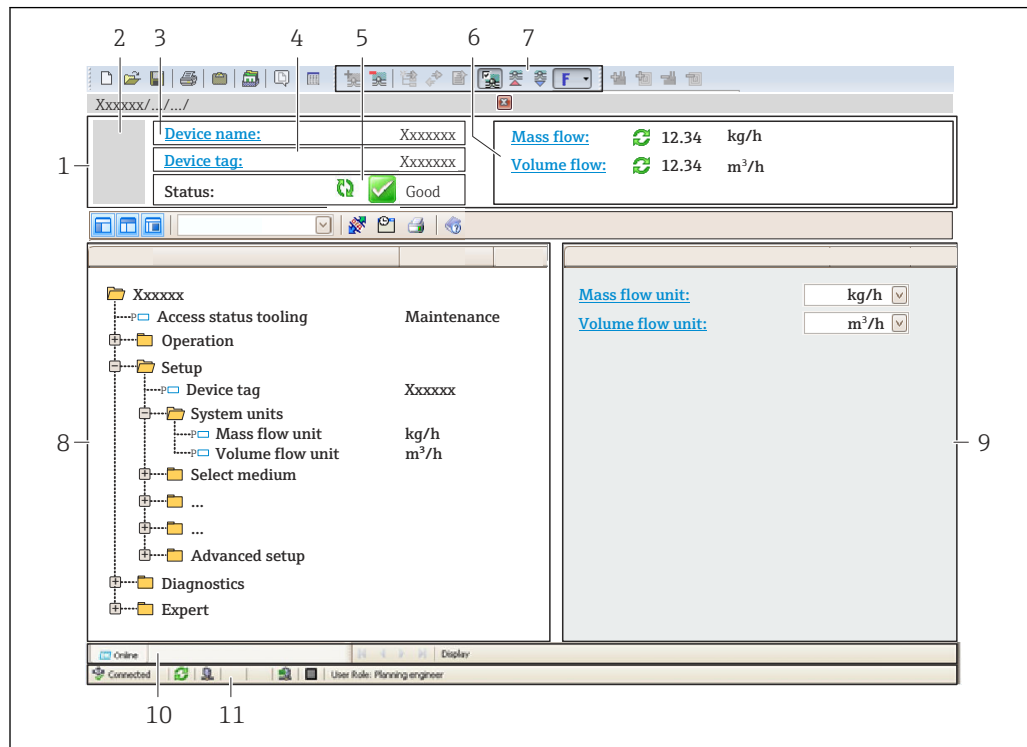 2 3 4 5 6 7
F
Xxxxxx/.../.../
1
Device name: Xxxxxxx
Device tag: Xxxxxxx
Status: Good
Mass flow: 12.34 kg/h
Volume flow: 12.34 m³/h
8
Xxxxxx
P Access status tooling Maintenance
Operation
Setup
P Device tag Xxxxxx
System units
P Mass flow unit kg/h
P Volume flow unit m³/h
Select medium
...
...
Advanced setup
Diagnostics
Expert
Mass flow unit: kg/h
Volume flow unit: m³/h
9
Online Display
Connected User Role: Planning engineer
10 11